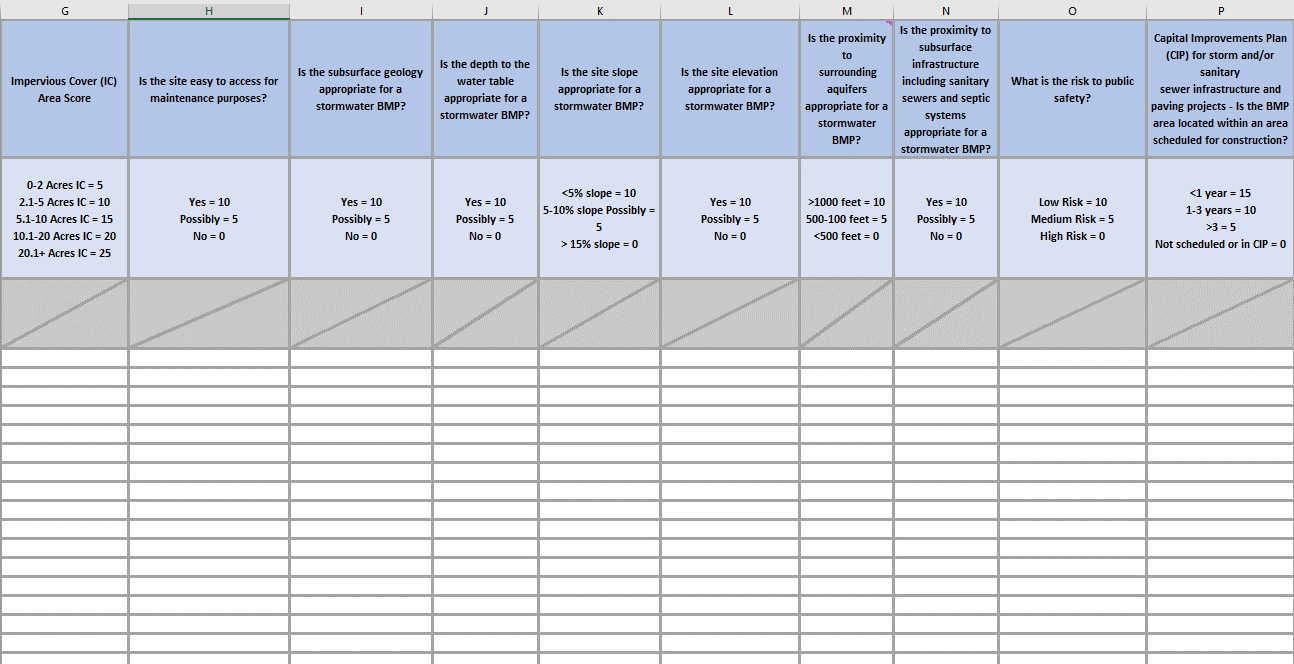 G
H
I
J
K
L
M
N
O
P
Impervious Cover (IC)
Area Score
Is the site easy to access for
maintenance purposes?
Is the subsurface geology
appropriate for a
stormwater BMP?
Is the depth to the
water table
appropriate for a
stormwater BMP?
Is the site slope
appropriate for a
stormwater BMP?
Is the site elevation
appropriate for a
stormwater BMP?
Is the proximity
to
surrounding
aquifers
appropriate for a
stormwater
BMP?
Is the proximity to
subsurface
infrastructure
including sanitary
sewers and septic
systems
appropriate for a
stormwater BMP?
What is the risk to public
safety?
Capital Improvements Plan
(CIP) for storm and/or
sanitary
sewer infrastructure and
paving projects - Is the BMP
area located within an area
scheduled for construction?
0-2 Acres IC = 5
2.1-5 Acres IC = 10
5.1-10 Acres IC = 15
10.1-20 Acres IC = 20
20.1+ Acres IC = 25
Yes = 10
Possibly = 5
No = 0
Yes = 10
Possibly = 5
No = 0
Yes = 10
Possibly = 5
No = 0
<5% slope = 10
5-10% slope Possibly =
5
> 15% slope = 0
Yes = 10
Possibly = 5
No = 0
>1000 feet = 10
500-100 feet = 5
<500 feet = 0
Yes = 10
Possibly = 5
No = 0
Low Risk = 10
Medium Risk = 5
High Risk = 0
<1 year = 15
1-3 years = 10
>3 = 5
Not scheduled or in CIP = 0